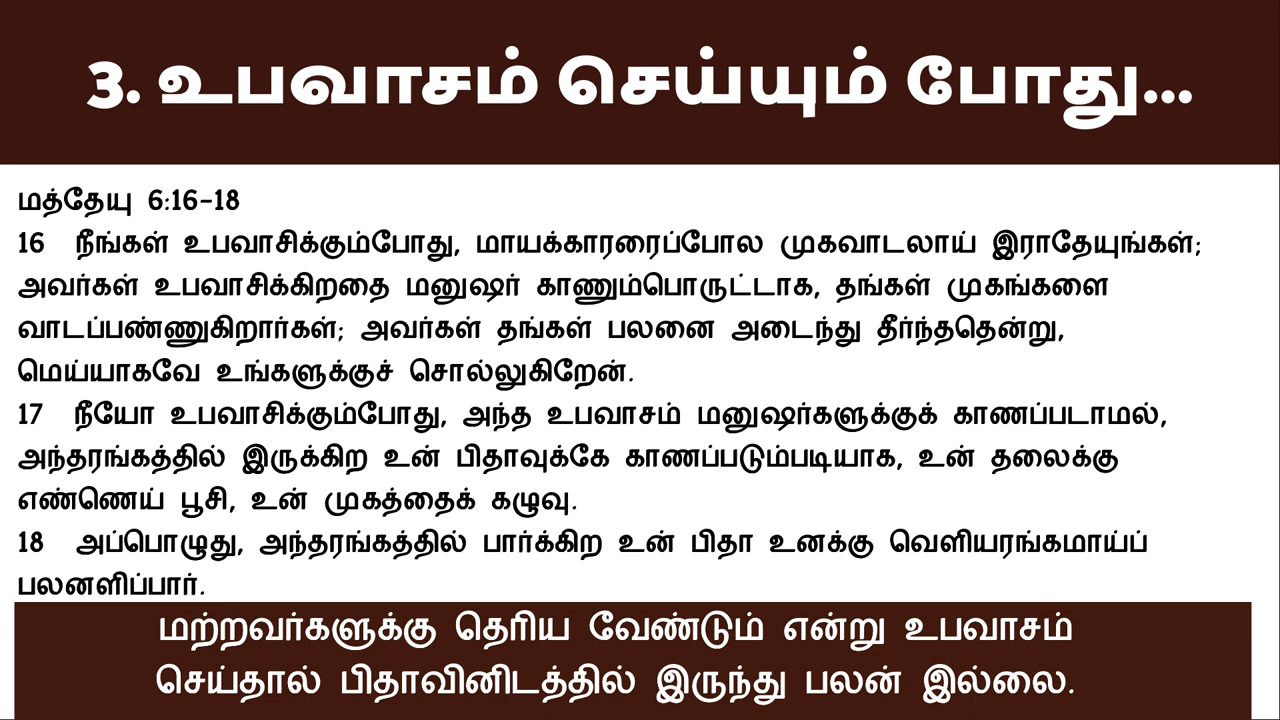 3. உபவாசம் செய்யும் போது...
மத்தேயு 6:16-18
16 நீங்கள் உபவாசிக்கும்போது, மாயக்காரரைப்போல முகவாடலாய் இராதேயுங்கள்;
அவர்கள் உபவாசிக்கிறதை மனுஷர் காணும்பொருட்டாக, தங்கள் முகங்களை
வாடப்பண்ணுகிறார்கள்; அவர்கள் தங்கள் பலனை அடைந்து தீர்ந்ததென்று,
மெய்யாகவே உங்களுக்குச் சொல்லுகிறேன்.
17 நீயோ உபவாசிக்கும்போது, அந்த உபவாசம் மனுஷர்களுக்குக் காணப்படாமல்,
அந்தரங்கத்தில் இருக்கிற உன் பிதாவுக்கே காணப்படும்படியாக, உன் தலைக்கு
எண்ணெய் பூசி, உன் முகத்தைக் கழுவு.
18 அப்பொழுது, அந்தரங்கத்தில் பார்க்கிற உன் பிதா உனக்கு வெளியரங்கமாய்ப்
பலனளிப்பார்.
மற்றவர்களுக்கு தெரிய வேண்டும் என்று உபவாசம்
செய்தால் பிதாவினிடத்தில் இருந்து பலன் இல்லை.